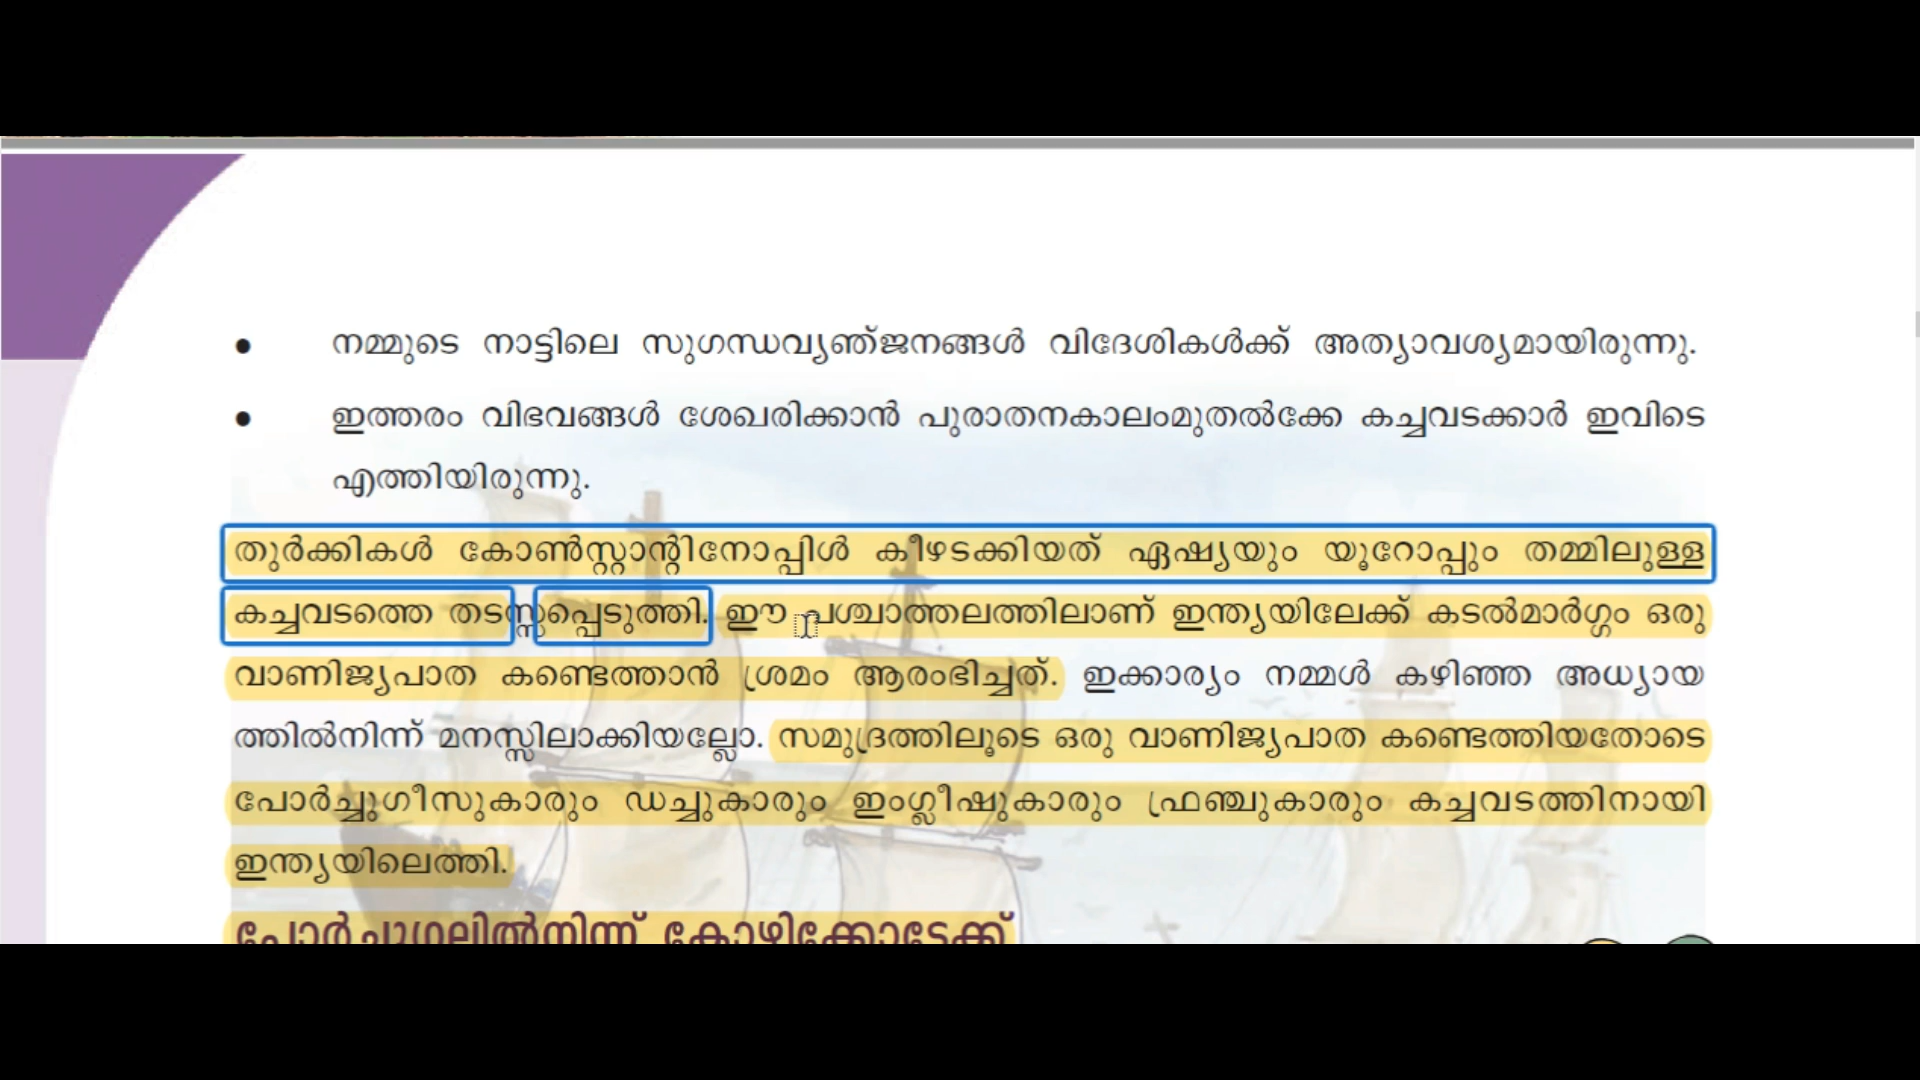 ● നമ്മുടെ നാട്ടിലെ സുഗന്ധവ്യഞ്ജനങ്ങൾ വിദേശികൾക്ക് അത്യാവശ്യമായിരുന്നു.
● ഇത്തരം വിഭവങ്ങൾ ശേഖരിക്കാൻ പുരാതനകാലംമുതൽക്കേ കച്ചവടക്കാർ ഇവിടെ
എത്തിയിരുന്നു.
തുർക്കികൾ കോൺസ്റ്റാന്റിനോപ്പിൾ കീഴടക്കിയത് ഏഷ്യയും യൂറോപ്പും തമ്മിലുള്ള
കച്ചവടത്തെ തടസ്സപ്പെടുത്തി. ഈ പശ്ചാത്തലത്തിലാണ് ഇന്ത്യയിലേക്ക് കടൽമാർഗ്ഗം ഒരു
വാണിജ്യപാത കണ്ടെത്താൻ ശ്രമം ആരംഭിച്ചത്. ഇക്കാര്യം നമ്മൾ കഴിഞ്ഞ അധ്യായ
ത്തിൽനിന്ന് മനസ്സിലാക്കിയല്ലോ. സമുദ്രത്തിലൂടെ ഒരു വാണിജ്യപാത കണ്ടെത്തിയതോടെ
പോർച്ചുഗീസുകാരും ഡച്ചുകാരും ഇംഗ്ലീഷുകാരും ഫ്രഞ്ചുകാരും കച്ചവടത്തിനായി
ഇന്ത്യയിലെത്തി.
പോർച്ചുഗലിൽനിന്ന് കോഴിക്കോട്ടേക്ക്